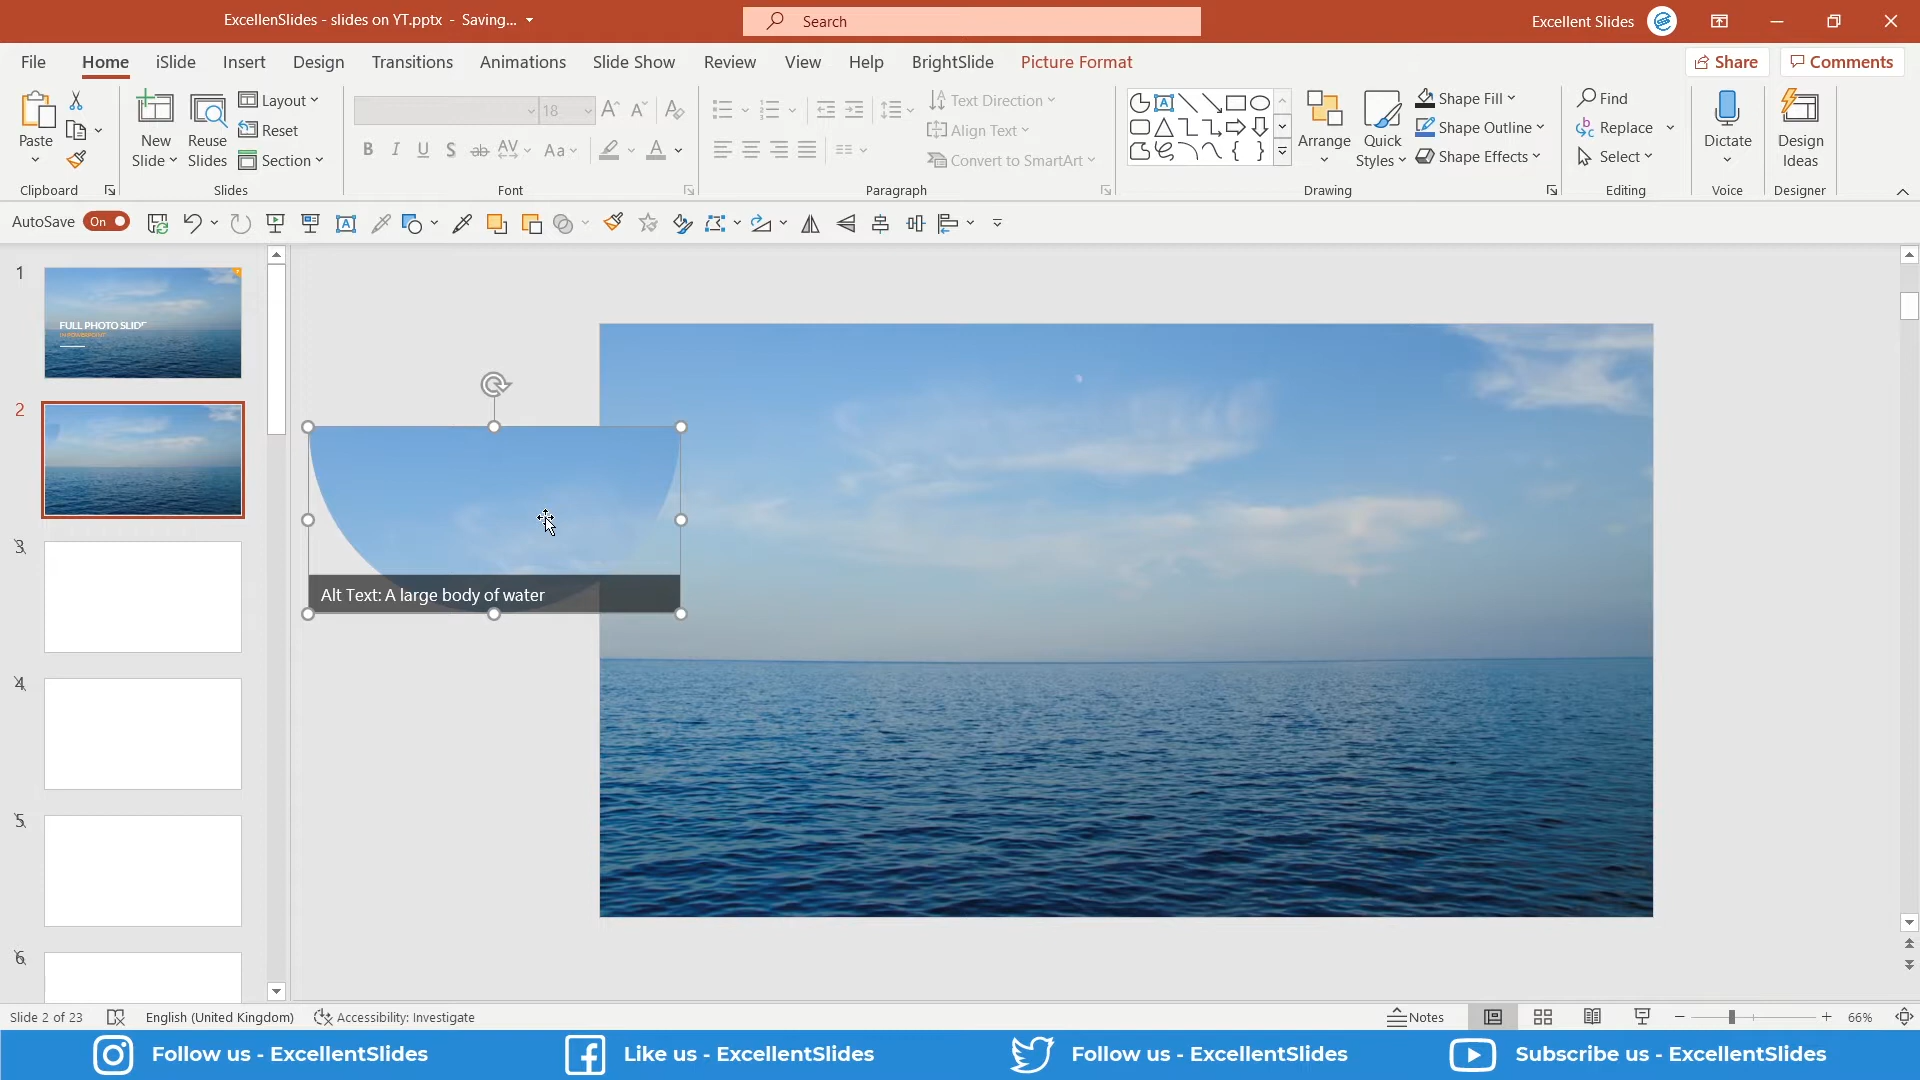 ExcellenSlides - slides on YT.pptx - Saving...
Search
Excellent Slides
File Home iSlide Insert Design Transitions Animations Slide Show Review View Help BrightSlide Picture Format
Share Comments
Paste
New Slide
Reuse Slides
Layout
Reset
Section
18
B I U S ab AV Aa A
Text Direction
Align Text
Convert to SmartArt
Arrange
Quick Styles
Shape Fill
Shape Outline
Shape Effects
Find
Replace
Select
Dictate
Design Ideas
Clipboard Slides Font Paragraph Drawing Editing Voice Designer
AutoSave On
1
FULL PHOTO SLIDE
IN POWERPOINT
2
3
4
5
6
Alt Text: A large body of water
Slide 2 of 23 English (United Kingdom) Accessibility: Investigate Notes 66%
Follow us - ExcellentSlides Like us - ExcellentSlides Follow us - ExcellentSlides Subscribe us - ExcellentSlides